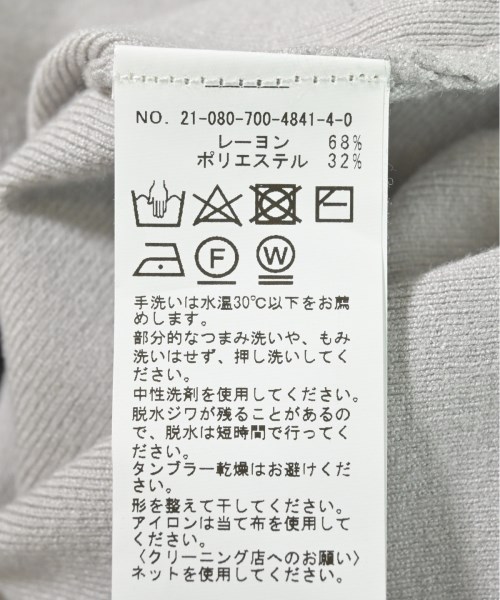 NO. 21-080-700-4841-4-0
レーヨン 68%
ポリエステル 32%
F W
手洗いは水温30℃以下をお薦
めします。
部分的なつまみ洗いや、もみ
洗いはせず、押し洗いしてく
ださい。
中性洗剤を使用してください。
脱水ジワが残ることがあるの
で、脱水は短時間で行ってく
ださい。
タンブラー乾燥はお避けくだ
さい。
形を整えて干してください。
アイロンは当て布を使用して
ください。
〈クリーニング店へのお願い〉
ネットを使用してください。